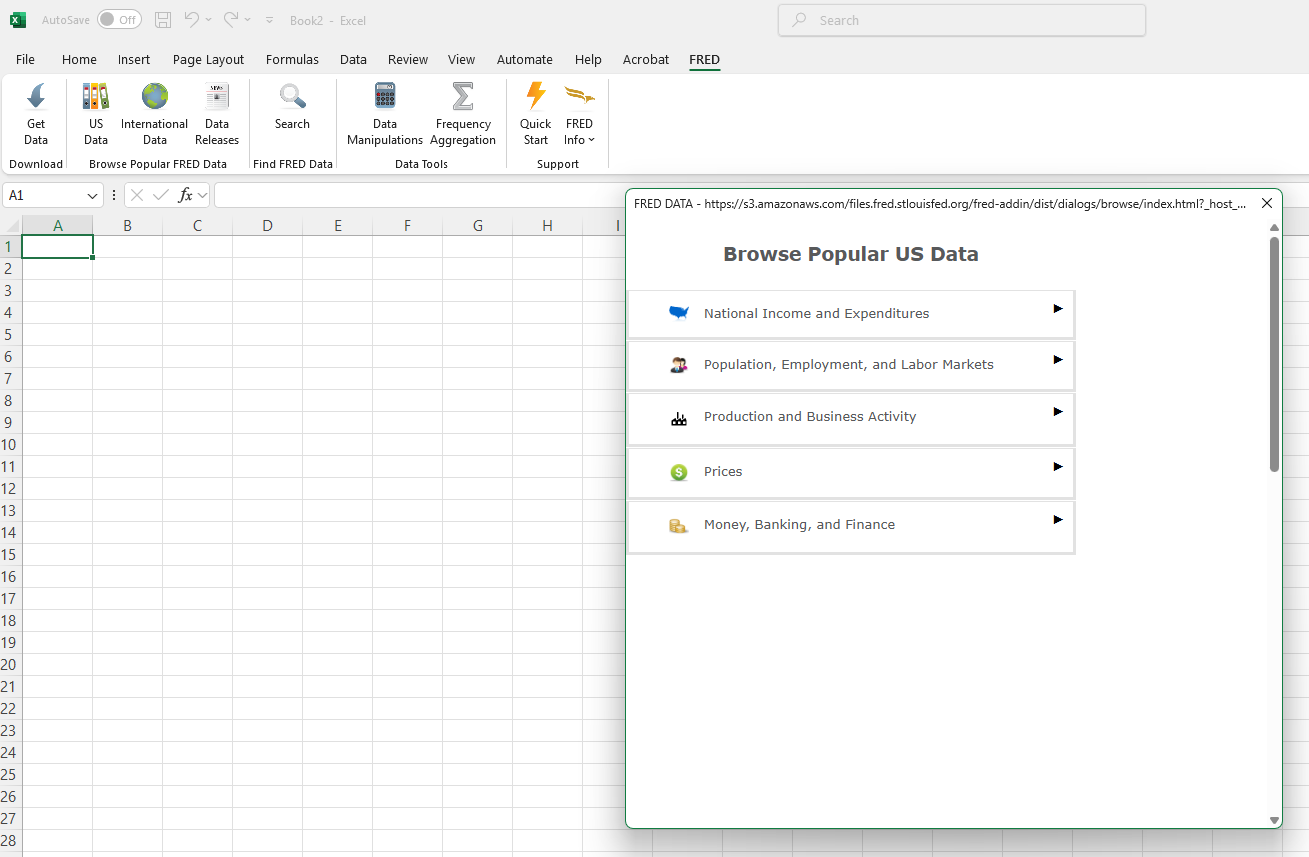 AutoSave Off Book2 - Excel Search
File Home Insert Page Layout Formulas Data Review View Automate Help Acrobat FRED
Get Data
US Data
International Data
Data Releases
Search
Data Manipulations
Frequency Aggregation
Quick Start
FRED Info
Download Browse Popular FRED Data Find FRED Data Data Tools Support
A1 fx
A B C D E F G H I
FRED DATA - https://s3.amazonaws.com/files.fred.stlouisfed.org/fred-addin/dist/dialogs/browse/index.html?_host_...
Browse Popular US Data
National Income and Expenditures
Population, Employment, and Labor Markets
Production and Business Activity
$ Prices
Money, Banking, and Finance
1
2
3
4
5
6
7
8
9
10
11
12
13
14
15
16
17
18
19
20
21
22
23
24
25
26
27
28